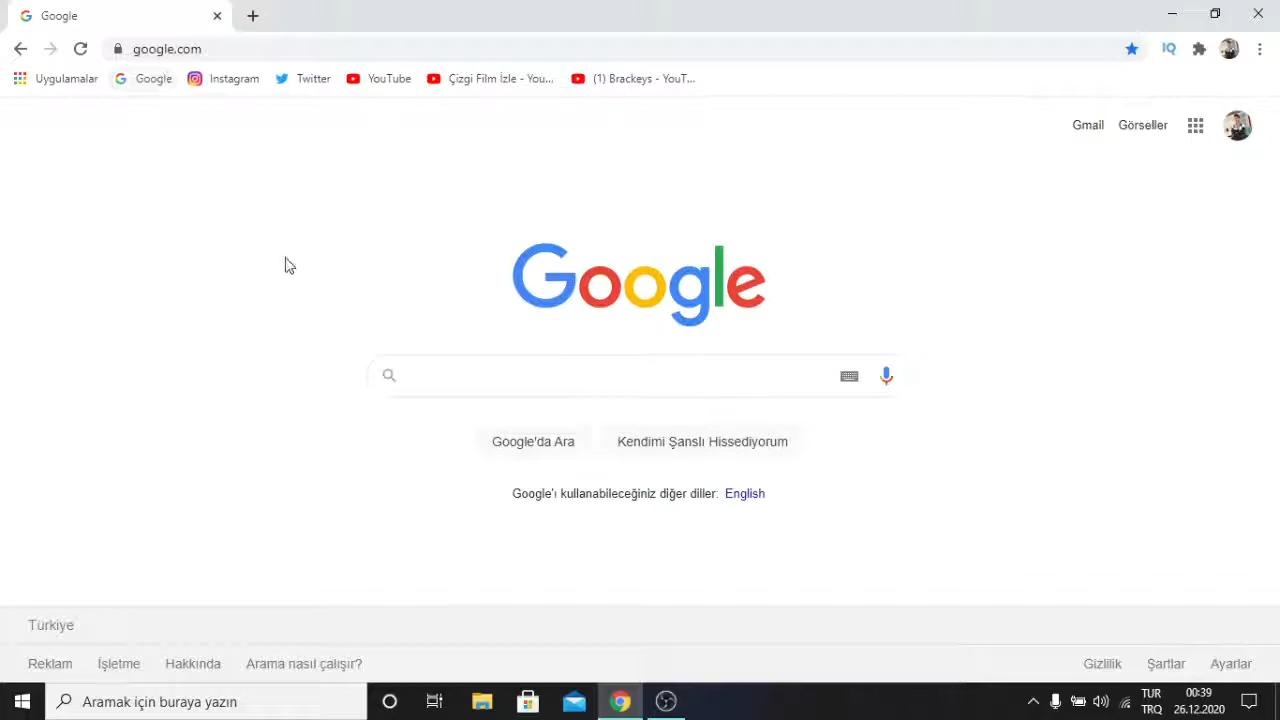 Google
google.com
IQ
Uygulamalar Google Instagram Twitter YouTube Çizgi Film İzle - You... (1) Brackeys - YouT...
Gmail Görseller
Google
Google'da Ara Kendimi Şanslı Hissediyorum
Google'ı kullanabileceğiniz diğer diller: English
Türkiye
Reklam İşletme Hakkında Arama nasıl çalışır? Gizlilik Şartlar Ayarlar
Aramak için buraya yazın
TUR 00:39
TRQ 26.12.2020